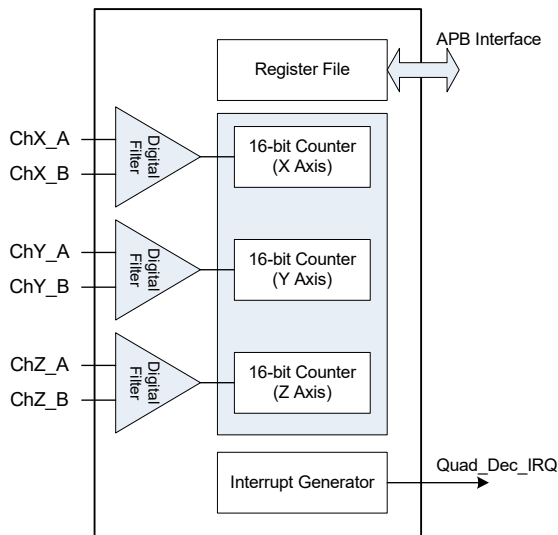 APB Interface
Register File
ChX_A
ChX_B
Digital
Filter
16-bit Counter
(X Axis)
ChY_A
ChY_B
Digital
Filter
16-bit Counter
(Y Axis)
ChZ_A
ChZ_B
Digital
Filter
16-bit Counter
(Z Axis)
Quad_Dec_IRQ
Interrupt Generator